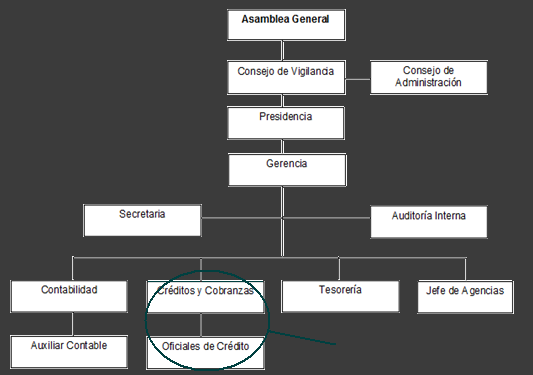 Asamblea General
Consejo de Vigilancia
Consejo de
Administración
Presidencia
Gerencia
Secretaria
Auditoría Interna
Contabilidad
Créditos y Cobranzas
Tesorería
Jefe de Agencias
Auxiliar Contable
Oficiales de Crédito